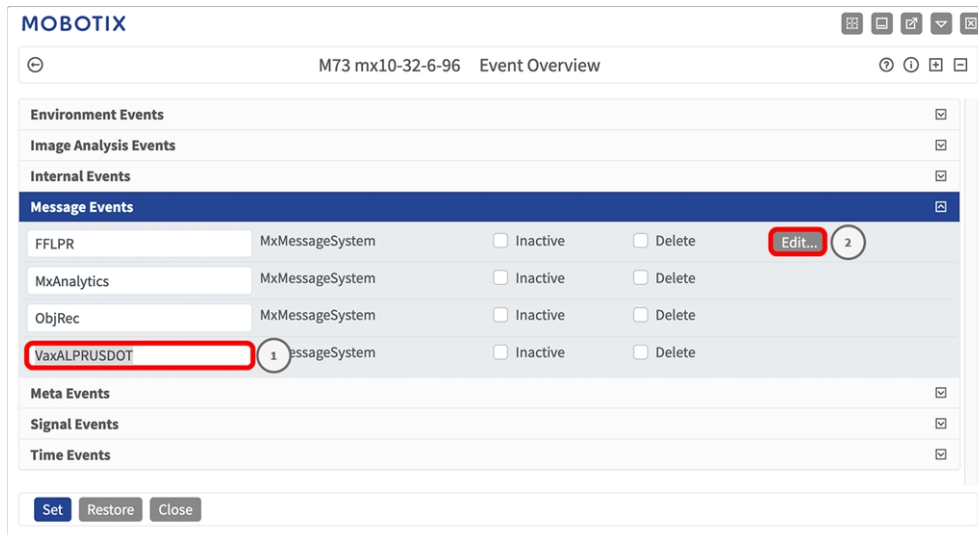 MOBOTIX
M73 mx10-32-6-96 Event Overview
Environment Events
Image Analysis Events
Internal Events
Message Events
FFLPR MxMessageSystem Inactive Delete Edit... 2
MxAnalytics MxMessageSystem Inactive Delete
ObjRec MxMessageSystem Inactive Delete
VaxALPRUSDOT 1 essageSystem Inactive Delete
Meta Events
Signal Events
Time Events
Set Restore Close